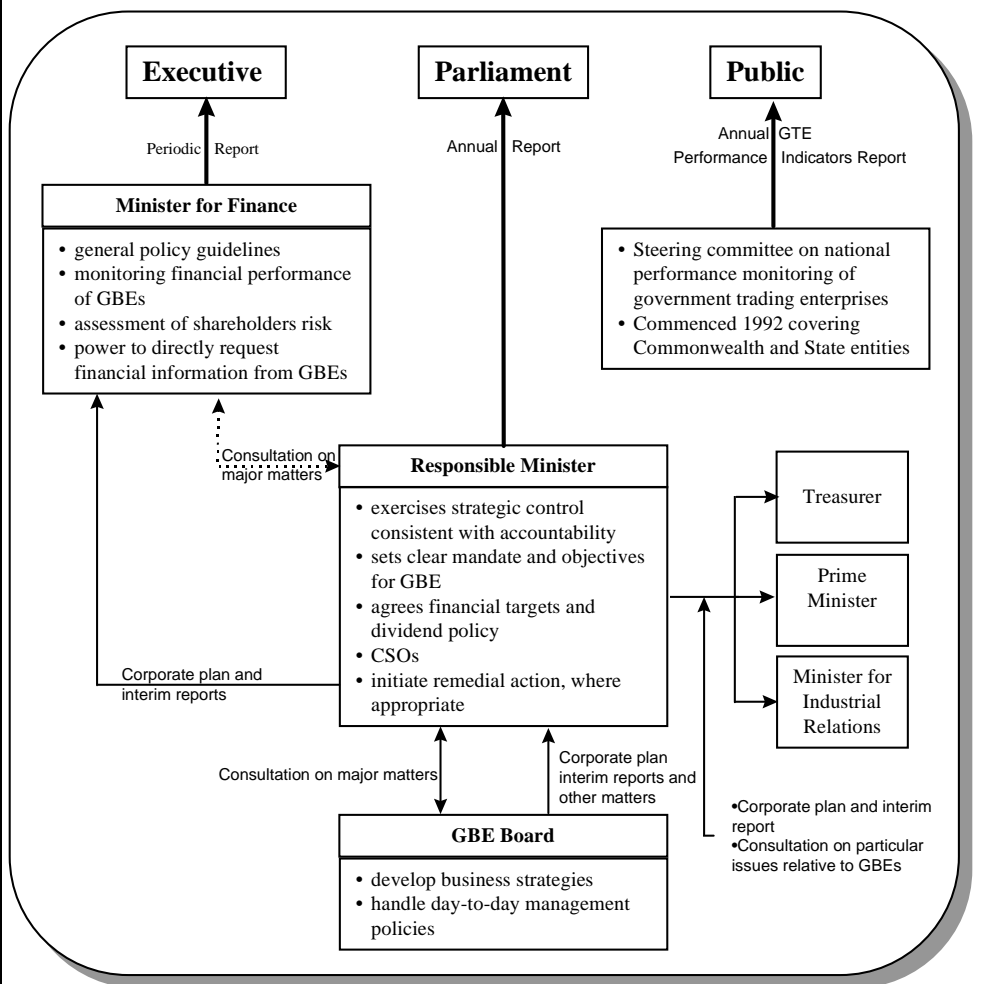 Executive
Parliament
Public
Periodic Report
Annual Report
Annual GTE
Performance Indicators Report
Minister for Finance
• general policy guidelines
• monitoring financial performance
of GBEs
• assessment of shareholders risk
• power to directly request
financial information from GBEs
• Steering committee on national
performance monitoring of
government trading enterprises
• Commenced 1992 covering
Commonwealth and State entities
Consultation on
major matters
Responsible Minister
• exercises strategic control
consistent with accountability
• sets clear mandate and objectives
for GBE
• agrees financial targets and
dividend policy
• CSOs
• initiate remedial action, where
appropriate
Treasurer
Prime
Minister
Minister for
Industrial
Relations
Corporate plan and
interim reports
Consultation on major matters
Corporate plan
interim reports and
other matters
•Corporate plan and interim
report
•Consultation on particular
issues relative to GBEs
GBE Board
• develop business strategies
• handle day-to-day management
policies